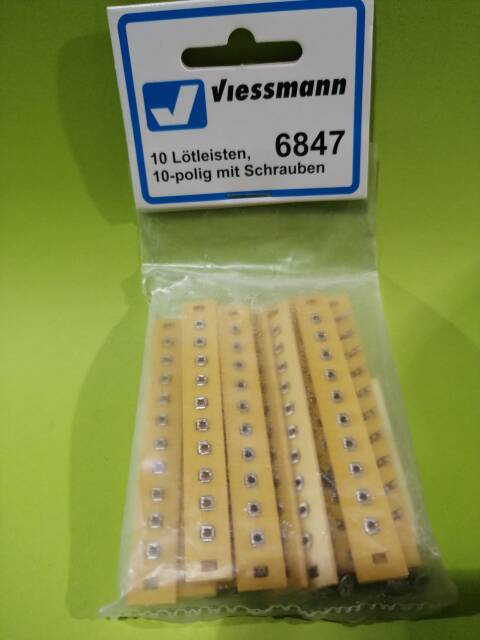 Viessmann
10 Lötleisten, 6847
10-polig mit Schrauben